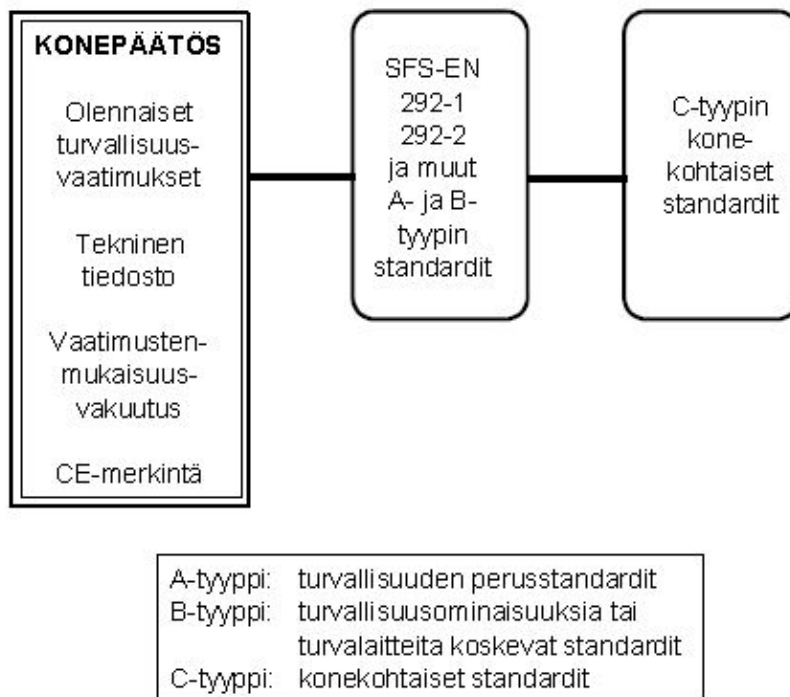 KONEPÄÄTÖS
Olennaiset
turvallisuus-
vaatimukset
Tekninen
tiedosto
Vaatimusten-
mukaisuus-
vakuutus
CE-merkintä
SFS-EN
292-1
292-2
ja muut
A- ja B-
tyypin
standardit
C-tyypin
kone-
kohtaiset
standardit
A-tyyppi: turvallisuuden perusstandardit
B-tyyppi: turvallisuusominaisuuksia tai
turvalaitteita koskevat standardit
C-tyyppi: konekohtaiset standardit